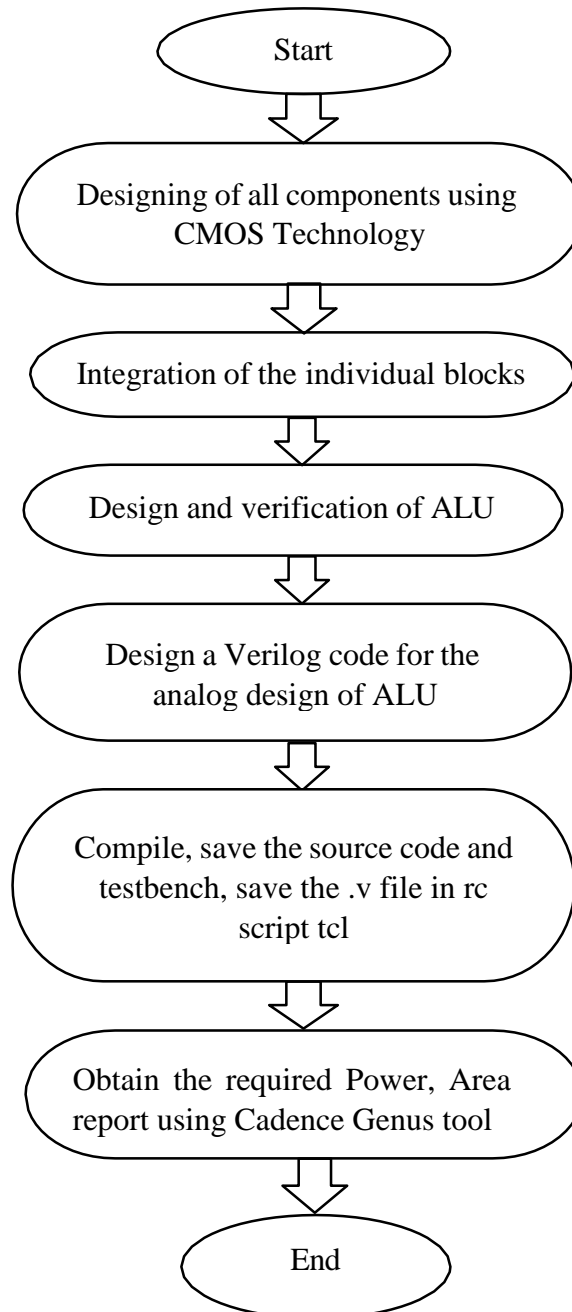 Start
Designing of all components using
CMOS Technology
Integration of the individual blocks
Design and verification of ALU
Design a Verilog code for the
analog design of ALU
Compile, save the source code and
testbench, save the .v file in rc
script tcl
Obtain the required Power, Area
report using Cadence Genus tool
End